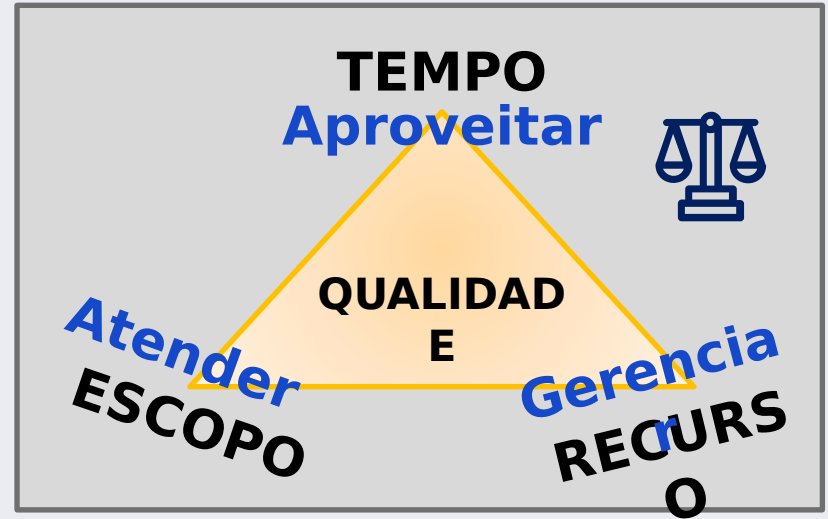 TEMPO
Aproveitar
QUALIDAD
E
Atender
ESCOPO
Gerencia
r
RECURS
O